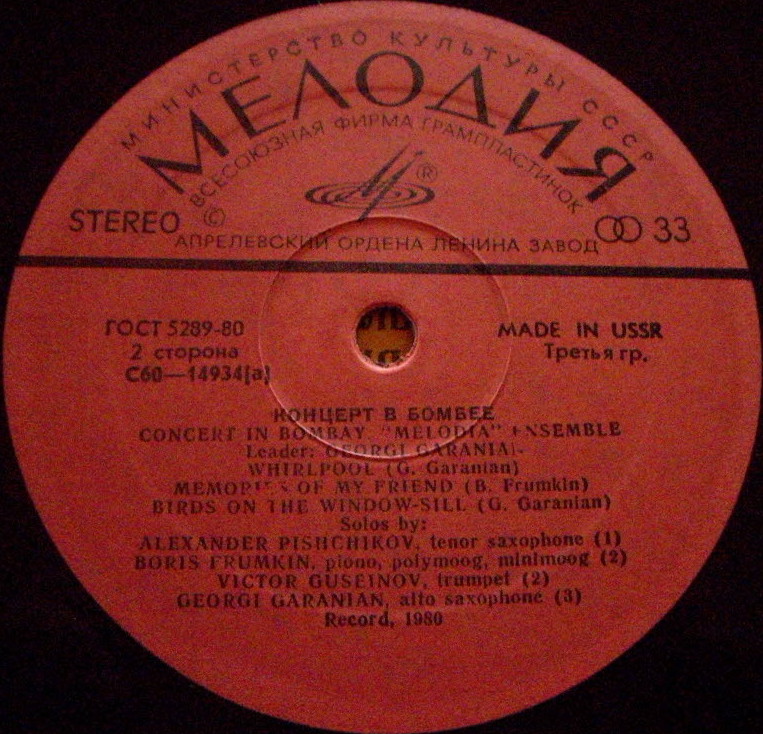 МИНИСТЕРСТВО КУЛЬТУРЫ СССР
МЕЛОДИЯ
ВСЕСОЮЗНАЯ ФИРМА ГРАМПЛАСТИНОК
®
STEREO © 33
АПРЕЛЕВСКИЙ ОРДЕНА ЛЕНИНА ЗАВОД
ГОСТ 5289-80
2 сторона
С60—14934(a)
MADE IN USSR
Третья гр.
КОНЦЕРТ В БОМБЕЕ
CONCERT IN BOMBAY. "MELODIA" ENSEMBLE
Leader: GEORGI GARANIAN
WHIRLPOOL (G. Garanian)
MEMORIES OF MY FRIEND (B. Frumkin)
BIRDS ON THE WINDOW-SILL (G. Garanian)
Solos by:
ALEXANDER PISHCHIKOV, tenor saxophone (1)
BORIS FRUMKIN, piono, polymoog, minimoog (2)
VICTOR GUSEINOV, trumpet (2)
GEORGI GARANIAN, alto saxophone (3)
Record, 1980